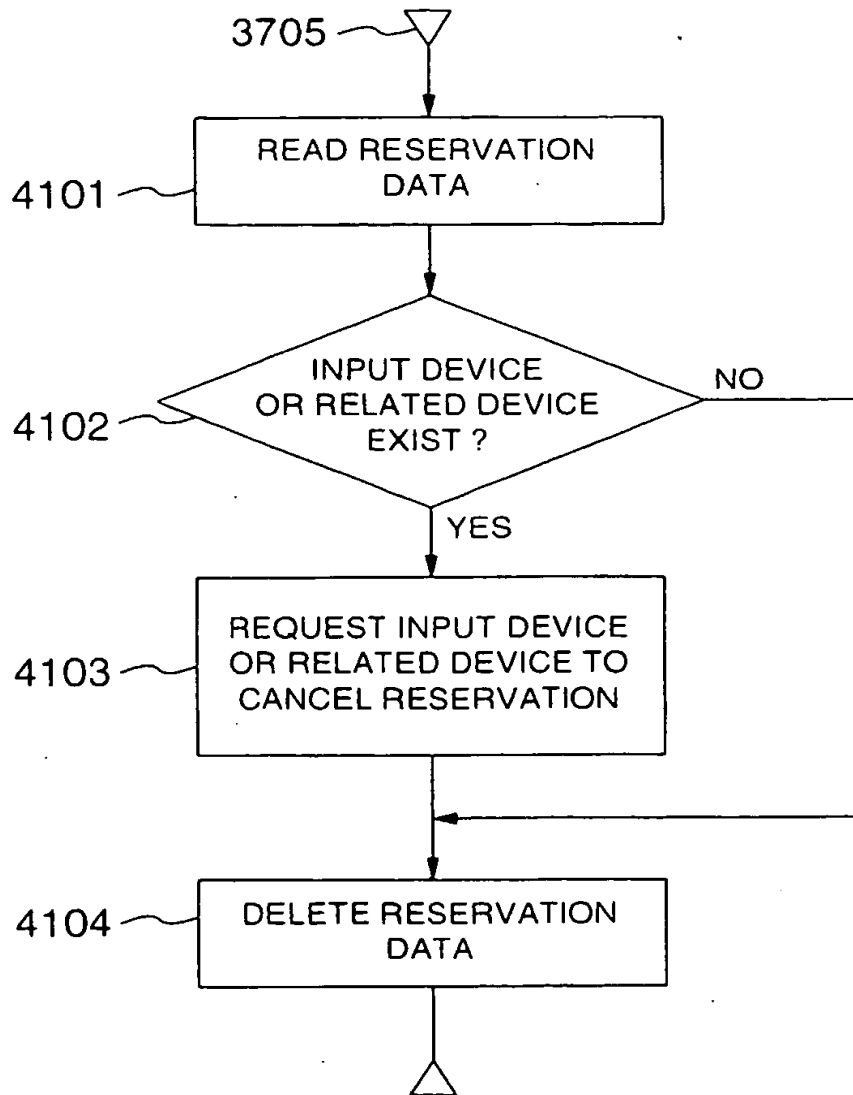 3705
READ RESERVATION
DATA
4101
INPUT DEVICE
OR RELATED DEVICE
EXIST ?
NO
4102
YES
REQUEST INPUT DEVICE
OR RELATED DEVICE TO
CANCEL RESERVATION
4103
DELETE RESERVATION
DATA
4104